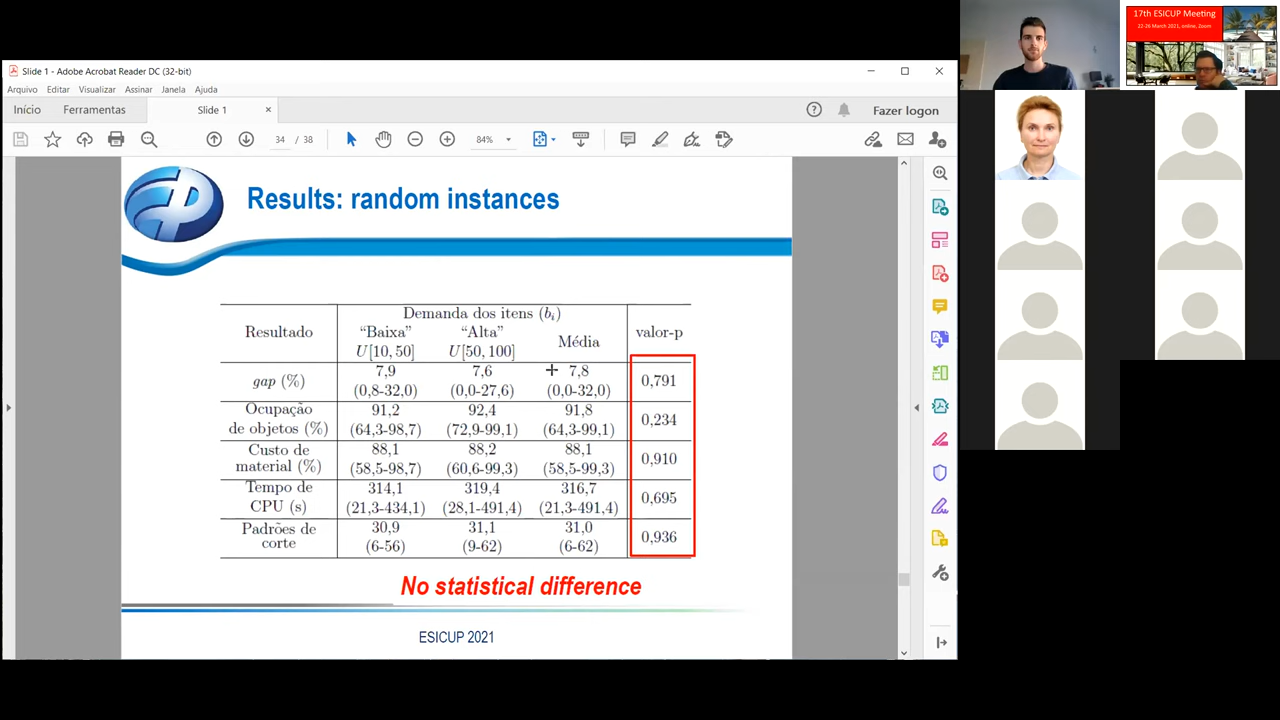 17th ESICUP Meeting
22-26 March 2021, online, Zoom
Slide 1 - Adobe Acrobat Reader DC (32-bit)
Arquivo Editar Visualizar Assinar Janela Ajuda
Início Ferramentas Slide 1 × Fazer logon
34 / 38 84%
Results: random instances
Demanda dos itens (bᵢ)
Resultado "Baixa" "Alta" Média valor-p
U[10, 50] U[50, 100]
gap (%) 7,9 7,6 7,8 0,791
(0,8-32,0) (0,0-27,6) (0,0-32,0)
Ocupação 91,2 92,4 91,8 0,234
de objetos (%) (64,3-98,7) (72,9-99,1) (64,3-99,1)
Custo de 88,1 88,2 88,1 0,910
material (%) (58,5-98,7) (60,6-99,3) (58,5-99,3)
Tempo de 314,1 319,4 316,7 0,695
CPU (s) (21,3-434,1) (28,1-491,4) (21,3-491,4)
Padrões de 30,9 31,1 31,0 0,936
corte (6-56) (9-62) (6-62)
No statistical difference
ESICUP 2021